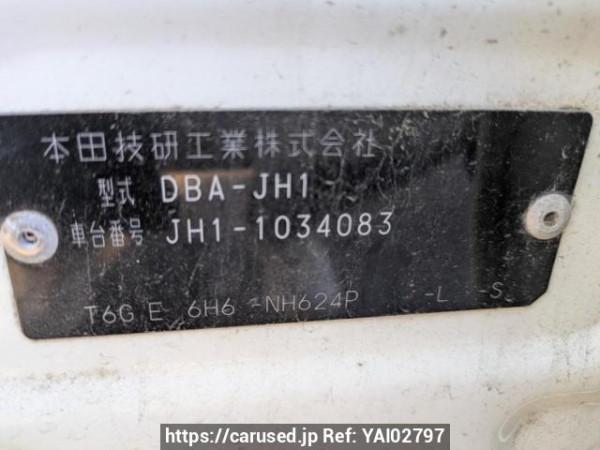 本田技研工業株式会社
型式 DBA-JH1
車台番号 JH1-1034083
T6G E 6H6 -NH624P -L -S
https://carused.jp Ref: YAI02797